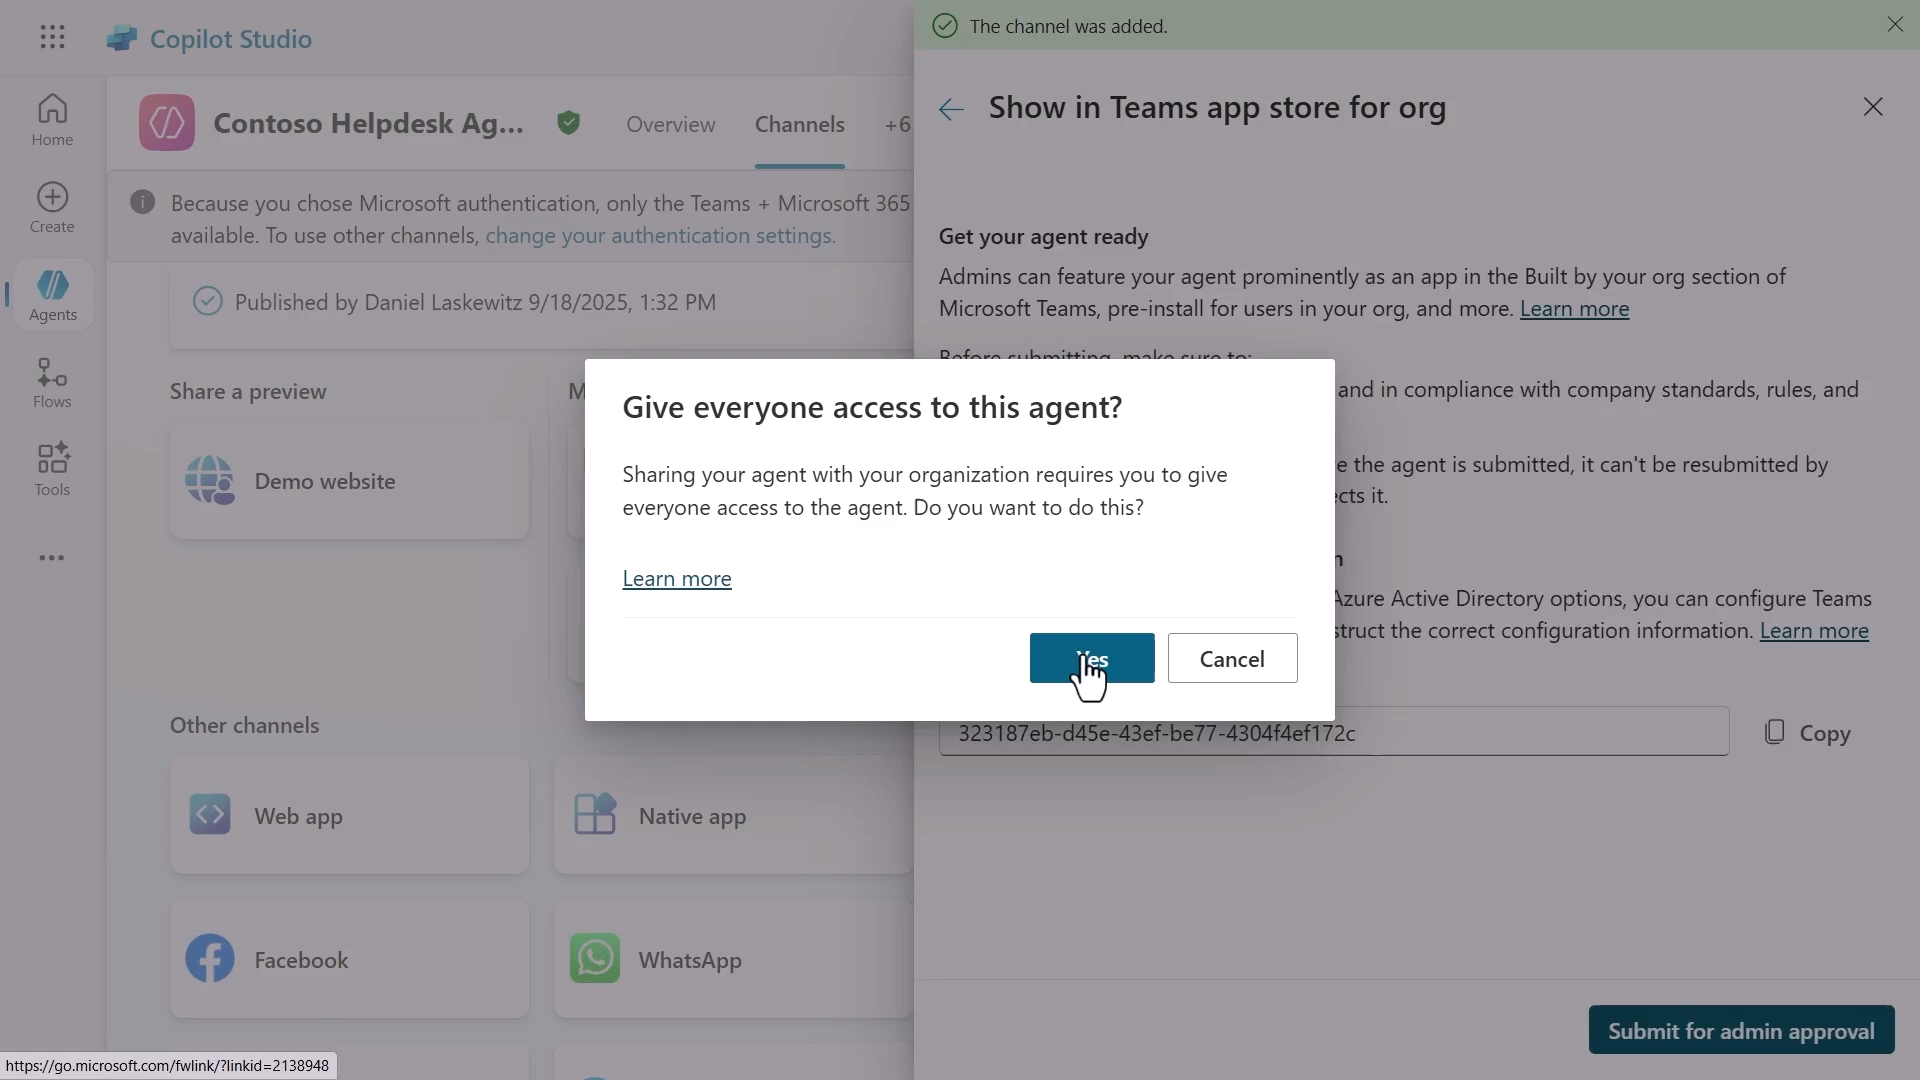 Copilot Studio
Home
Create
Agents
Flows
Tools
Contoso Helpdesk Ag...
Overview
Channels
+6
Because you chose Microsoft authentication, only the Teams + Microsoft 365
available. To use other channels, change your authentication settings.
Published by Daniel Laskewitz 9/18/2025, 1:32 PM
Share a preview
Demo website
Other channels
Web app
Native app
Facebook
WhatsApp
https://go.microsoft.com/fwlink/?linkid=2138948
The channel was added.
Show in Teams app store for org
Get your agent ready
Admins can feature your agent prominently as an app in the Built by your org section of
Microsoft Teams, pre-install for users in your org, and more. Learn more
Before submitting, make sure to:
and in compliance with company standards, rules, and
the agent is submitted, it can't be resubmitted by
it.
Azure Active Directory options, you can configure Teams
the correct configuration information. Learn more
323187eb-d45e-43ef-be77-4304f4ef172c
Copy
Submit for admin approval
Give everyone access to this agent?
Sharing your agent with your organization requires you to give
everyone access to the agent. Do you want to do this?
Learn more
Yes
Cancel